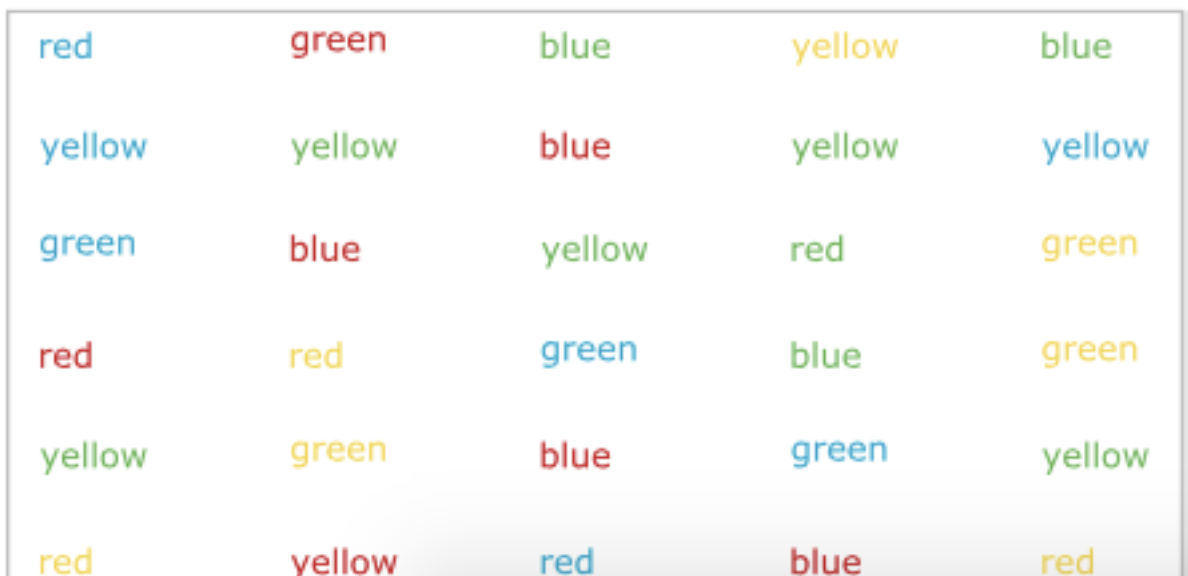 red green blue yellow blue
yellow yellow blue yellow yellow
green blue yellow red green
red red green blue green
yellow green blue green yellow
red yellow red blue red